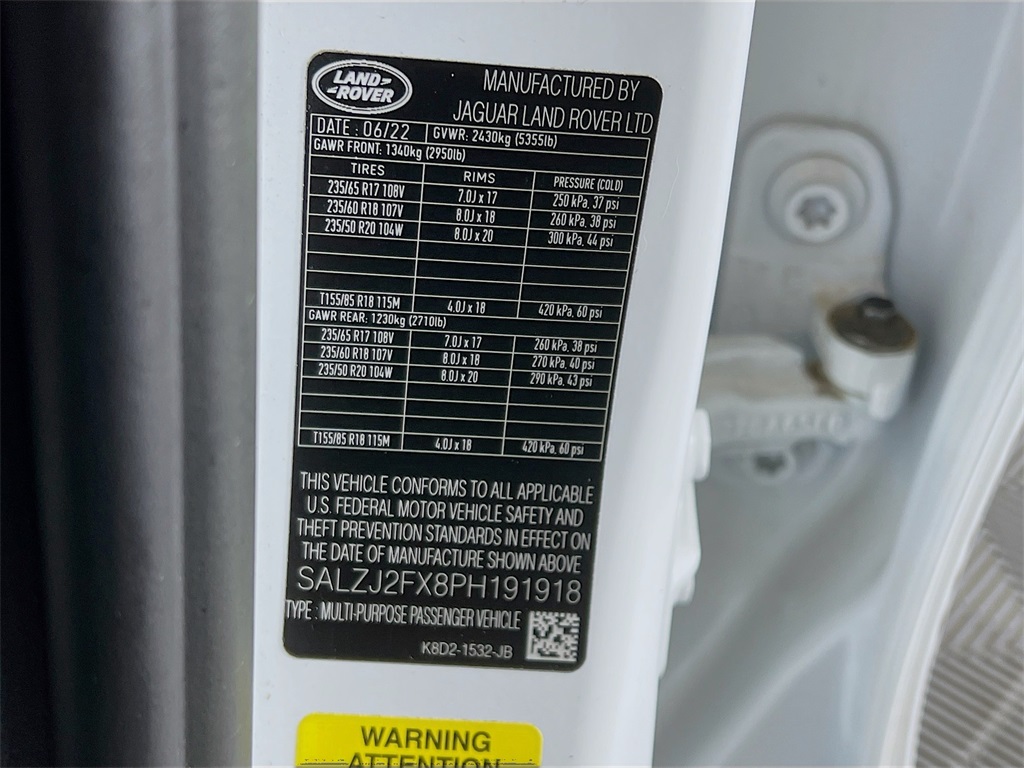 LAND-
-ROVER
MANUFACTURED BY
JAGUAR LAND ROVER LTD
DATE : 06/22 GVWR: 2430kg (5355lb)
GAWR FRONT: 1340kg (2950lb)
TIRES RIMS PRESSURE (COLD)
235/65 R17 108V 7.0J x 17 250 kPa, 37 psi
235/60 R18 107V 8.0J x 18 260 kPa, 38 psi
235/50 R20 104W 8.0J x 20 300 kPa, 44 psi
T155/85 R18 115M 4.0J x 18 420 kPa, 60 psi
GAWR REAR: 1230kg (2710lb)
235/65 R17 108V 7.0J x 17 260 kPa, 38 psi
235/60 R18 107V 8.0J x 18 270 kPa, 40 psi
235/50 R20 104W 8.0J x 20 290 kPa, 43 psi
T155/85 R18 115M 4.0J x 18 420 kPa, 60 psi
THIS VEHICLE CONFORMS TO ALL APPLICABLE
U.S. FEDERAL MOTOR VEHICLE SAFETY AND
THEFT PREVENTION STANDARDS IN EFFECT ON
THE DATE OF MANUFACTURE SHOWN ABOVE
SALZJ2FX8PH191918
TYPE : MULTI-PURPOSE PASSENGER VEHICLE
K8D2-1532-JB
WARNING
ATTENTION